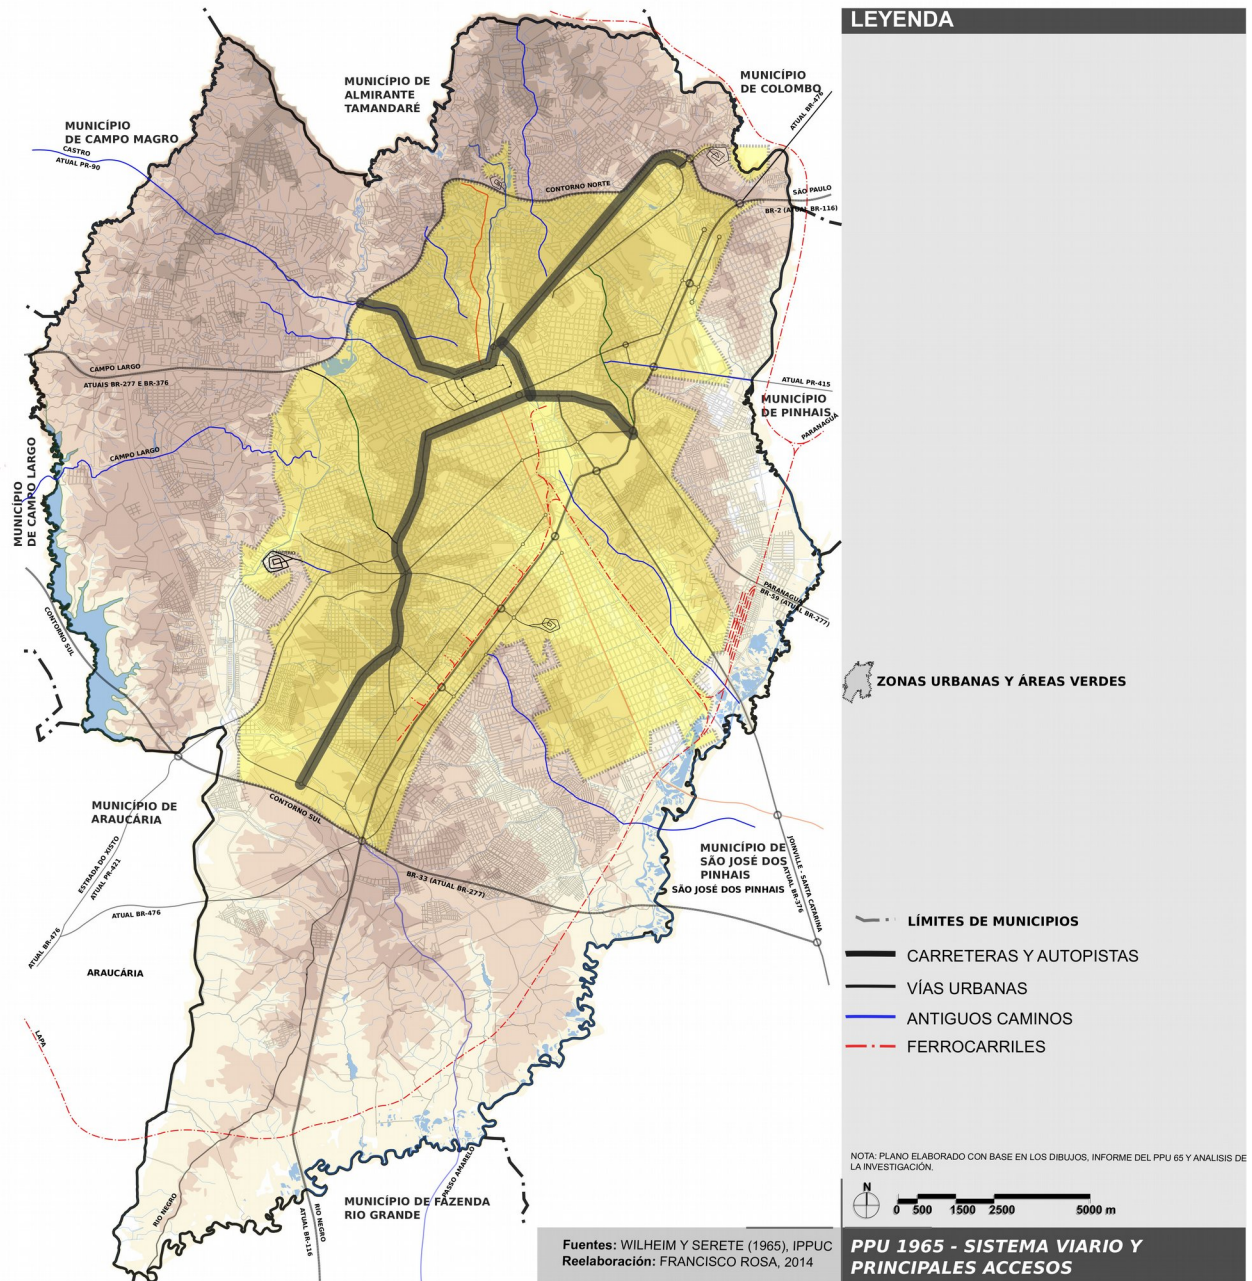 LEYENDA
MUNICÍPIO
DE COLOMBO
MUNICÍPIO DE
ALMIRANTE
TAMANDARÉ
ATUAL BR-476
MUNICÍPIO
DE CAMPO MAGRO
CASTRO
ATUAL PR-90
CONTORNO NORTE
SÃO PAULO
BR-2 (ATUAL BR-116)
CAMPO LARGO
ATUAIS BR-277 E BR-376
ATUAL PR-415
MUNICÍPIO
DE PINHAIS
PARANAGUA
MUNICÍPIO
DE CAMPO LARGO
CAMPO LARGO
PARANAGUA
BR-59 (ATUAL BR-277)
CONTORNO SUL
ZONAS URBANAS Y ÁREAS VERDES
CONTORNO SUL
MUNICÍPIO DE
ARAUCÁRIA
ESTRADA DO XISTO
ATUAL PR-421
MUNICÍPIO DE
SÃO JOSÉ DOS
PINHAIS
SÃO JOSÉ DOS PINHAIS
JOINVILLE - SANTA CATARINA
ATUAL BR-376
BR-33 (ATUAL BR-277)
ATUAL BR-476
ATUAL BR-476
ARAUCÁRIA
LÍMITES DE MUNICIPIOS
CARRETERAS Y AUTOPISTAS
VÍAS URBANAS
ANTIGUOS CAMINOS
FERROCARRILES
LAPA
NOTA: PLANO ELABORADO CON BASE EN LOS DIBUJOS, INFORME DEL PPU 65 Y ANALISIS DE
LA INVESTIGACIÓN.
N
0 500 1500 2500 5000 m
PASSO AMARELO
MUNICÍPIO DE FAZENDA
RIO GRANDE
RIO NEGRO
RIO NEGRO
ATUAL BR-116
Fuentes: WILHEIM Y SERETE (1965), IPPUC
Reelaboración: FRANCISCO ROSA, 2014
PPU 1965 - SISTEMA VIARIO Y
PRINCIPALES ACCESOS